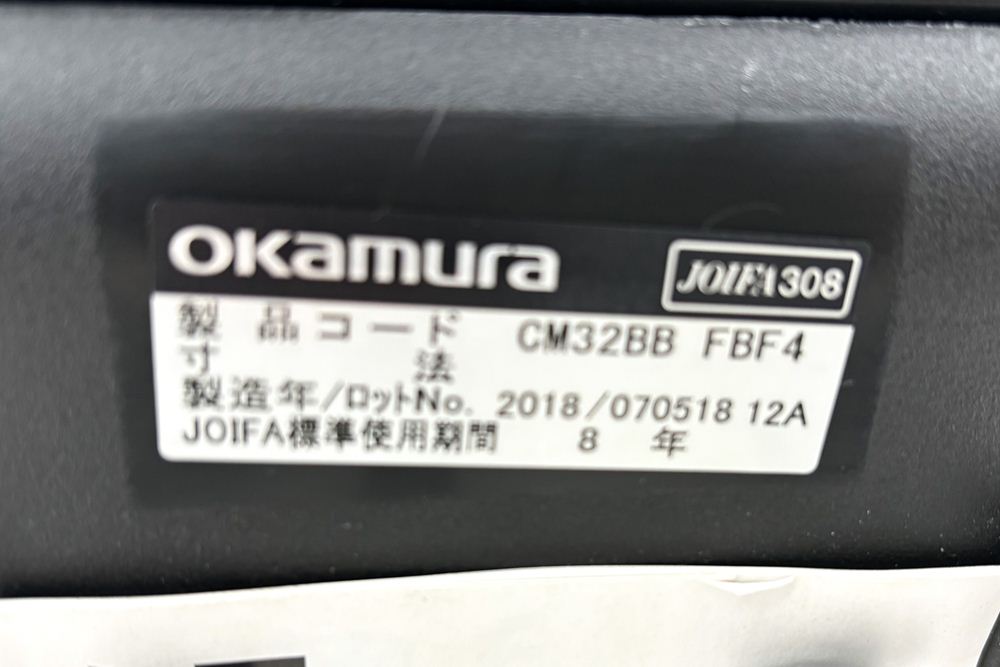 okamura
JOIFA308
製品コード CM32BB FBF4
寸法
製造年/ロットNo. 2018/070518 12A
JOIFA標準使用期間 8 年